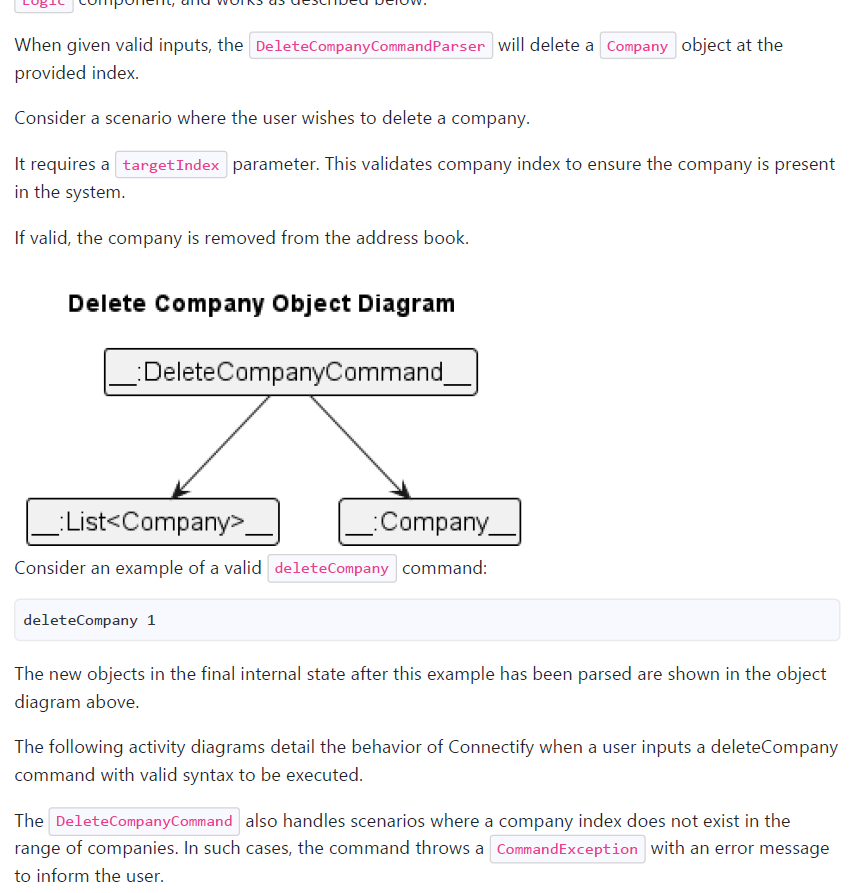 Logic component, and works as described below.
When given valid inputs, the DeleteCompanyCommandParser will delete a Company object at the
provided index.
Consider a scenario where the user wishes to delete a company.
It requires a targetIndex parameter. This validates company index to ensure the company is present
in the system.
If valid, the company is removed from the address book.
Delete Company Object Diagram
__:DeleteCompanyCommand__
__:List<Company>__
__:Company__
Consider an example of a valid deleteCompany command:
deleteCompany 1
The new objects in the final internal state after this example has been parsed are shown in the object
diagram above.
The following activity diagrams detail the behavior of Connectify when a user inputs a deleteCompany
command with valid syntax to be executed.
The DeleteCompanyCommand also handles scenarios where a company index does not exist in the
range of companies. In such cases, the command throws a CommandException with an error message
to inform the user.